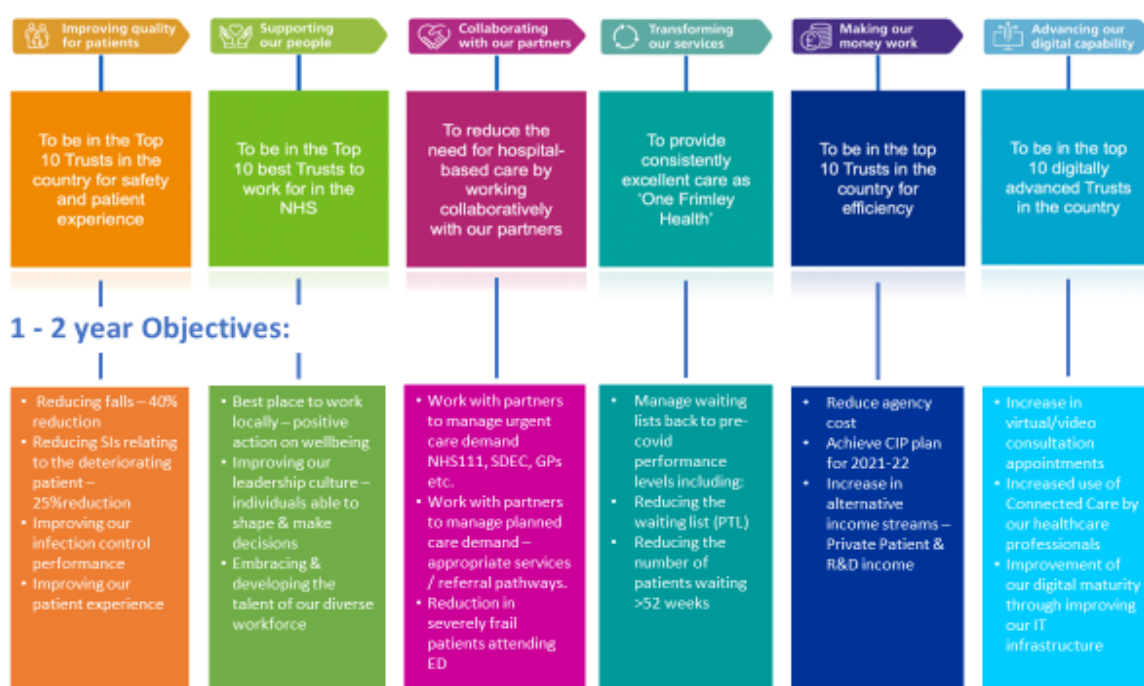 Improving quality
for patients
Supporting
our people
Collaborating
with our partners
Transforming
our services
Making our
money work
Advancing our
digital capability
To be in the Top
10 Trusts in the
country for safety
and patient
experience
To be in the Top
10 best Trusts to
work for in the
NHS
To reduce the
need for hospital-
based care by
working
collaboratively
with our partners
To provide
consistently
excellent care as
'One Frimley
Health'
To be in the top
10 Trusts in the
country for
efficiency
To be in the top
10 digitally
advanced Trusts
in the country
1 - 2 year Objectives:
• Reducing falls – 40%
reduction
• Reducing SIs relating
to the deteriorating
patient –
25%reduction
• Improving our
infection control
performance
• Improving our
patient experience
• Best place to work
locally – positive
action on wellbeing
• Improving our
leadership culture –
individuals able to
shape & make
decisions
• Embracing &
developing the
talent of our diverse
workforce
• Work with partners
to manage urgent
care demand
NHS111, SDEC, GPs
etc.
• Work with partners
to manage planned
care demand –
appropriate services
/ referral pathways.
• Reduction in
severely frail
patients attending
ED
• Manage waiting
lists back to pre-
covid
performance
levels including:
• Reducing the
waiting list (PTL)
• Reducing the
number of
patients waiting
>52 weeks
• Reduce agency
cost
• Achieve CIP plan
for 2021-22
• Increase in
alternative
income streams –
Private Patient &
R&D income
• Increase in
virtual/video
consultation
appointments
• Increased use of
Connected Care by
our healthcare
professionals
• Improvement of
our digital maturity
through improving
our IT
infrastructure